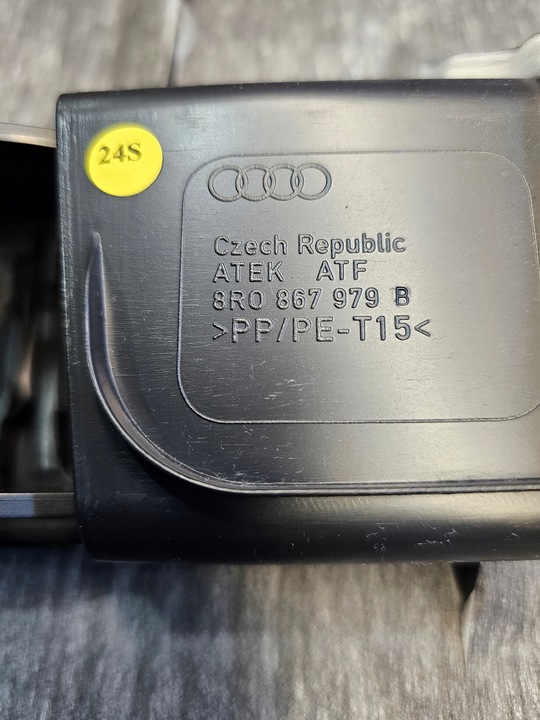 24S
Czech Republic
ATEK ATF
8R0 867 979 B
>PP/PE-T15<